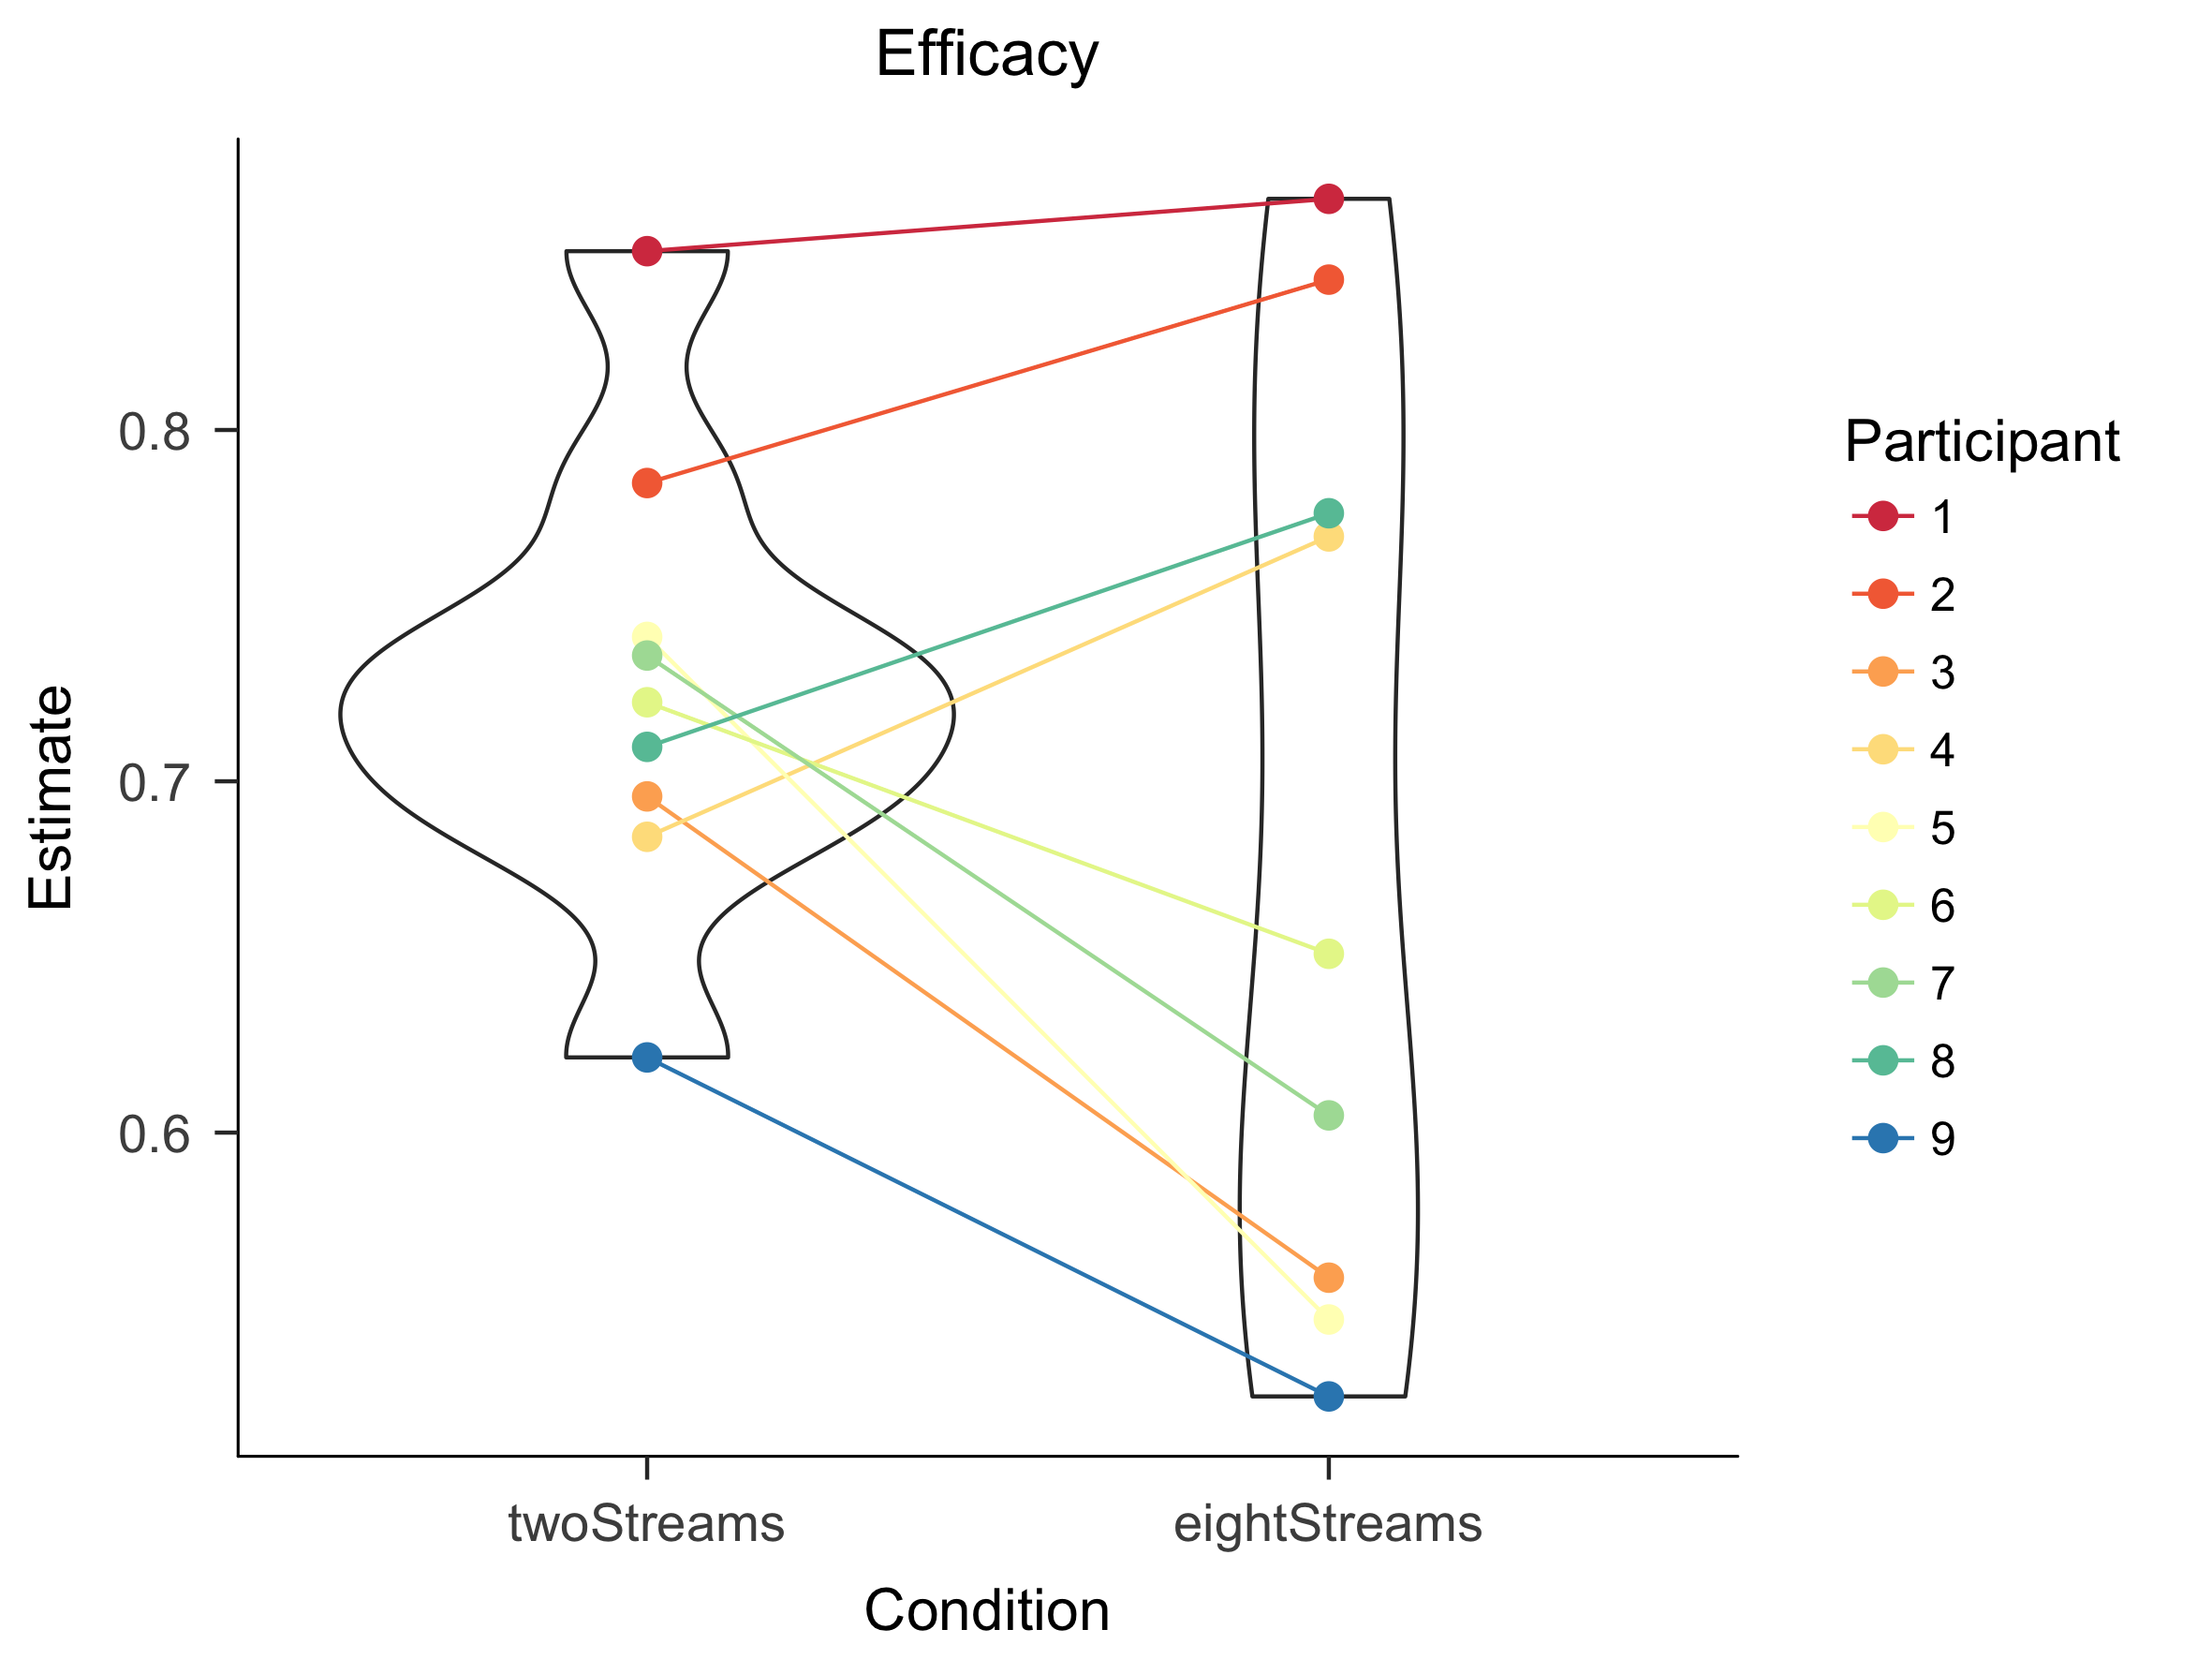 Efficacy
Estimate
0.8
0.7
0.6
twoStreams
eightStreams
Condition
Participant
1
2
3
4
5
6
7
8
9